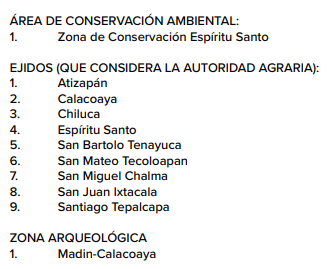 ÁREA DE CONSERVACIÓN AMBIENTAL:
1. Zona de Conservación Espíritu Santo
EJIDOS (QUE CONSIDERA LA AUTORIDAD AGRARIA):
1. Atizapán
2. Calacoaya
3. Chiluca
4. Espíritu Santo
5. San Bartolo Tenayuca
6. San Mateo Tecoloapan
7. San Miguel Chalma
8. San Juan Ixtacala
9. Santiago Tepalcapa
ZONA ARQUEOLÓGICA
1. Madin-Calacoaya